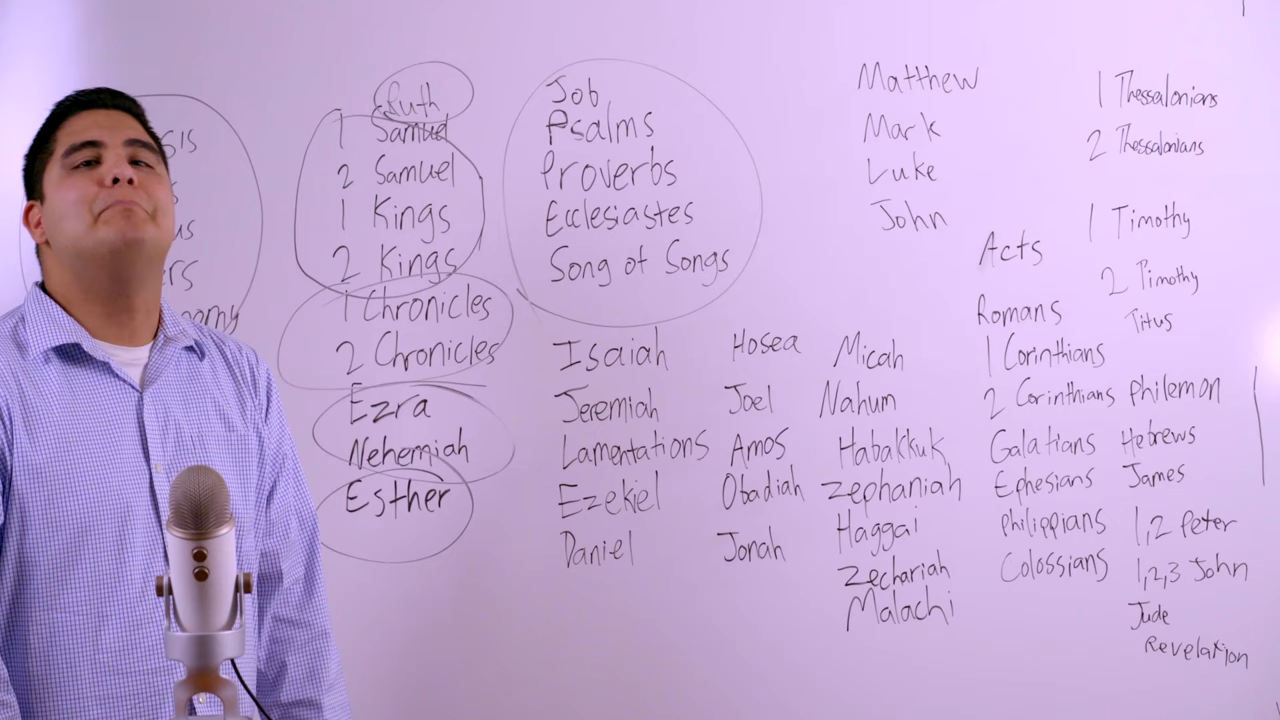 Ruth
1 Samuel
2 Samuel
1 Kings
2 Kings
1 Chronicles
2 Chronicles
Ezra
Nehemiah
Esther
Job
Psalms
Proverbs
Ecclesiastes
Song of Songs
Isaiah
Jeremiah
Lamentations
Ezekiel
Daniel
Hosea
Joel
Amos
Obadiah
Jonah
Micah
Nahum
Habakkuk
Zephaniah
Haggai
Zechariah
Malachi
Matthew
Mark
Luke
John
Acts
Romans
1 Corinthians
2 Corinthians
Galatians
Ephesians
Philippians
Colossians
1 Thessalonians
2 Thessalonians
1 Timothy
2 Pimothy
Titus
Philemon
Hebrews
James
1,2 Peter
1,2,3 John
Jude
Revelation